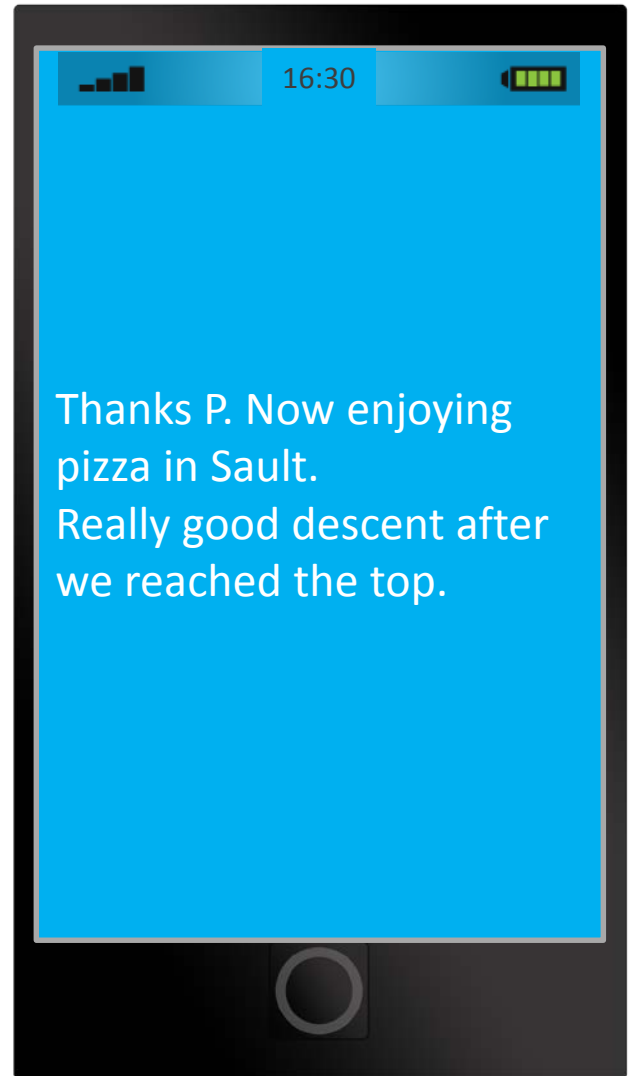 16:30
Thanks P. Now enjoying
pizza in Sault.
Really good descent after
we reached the top.